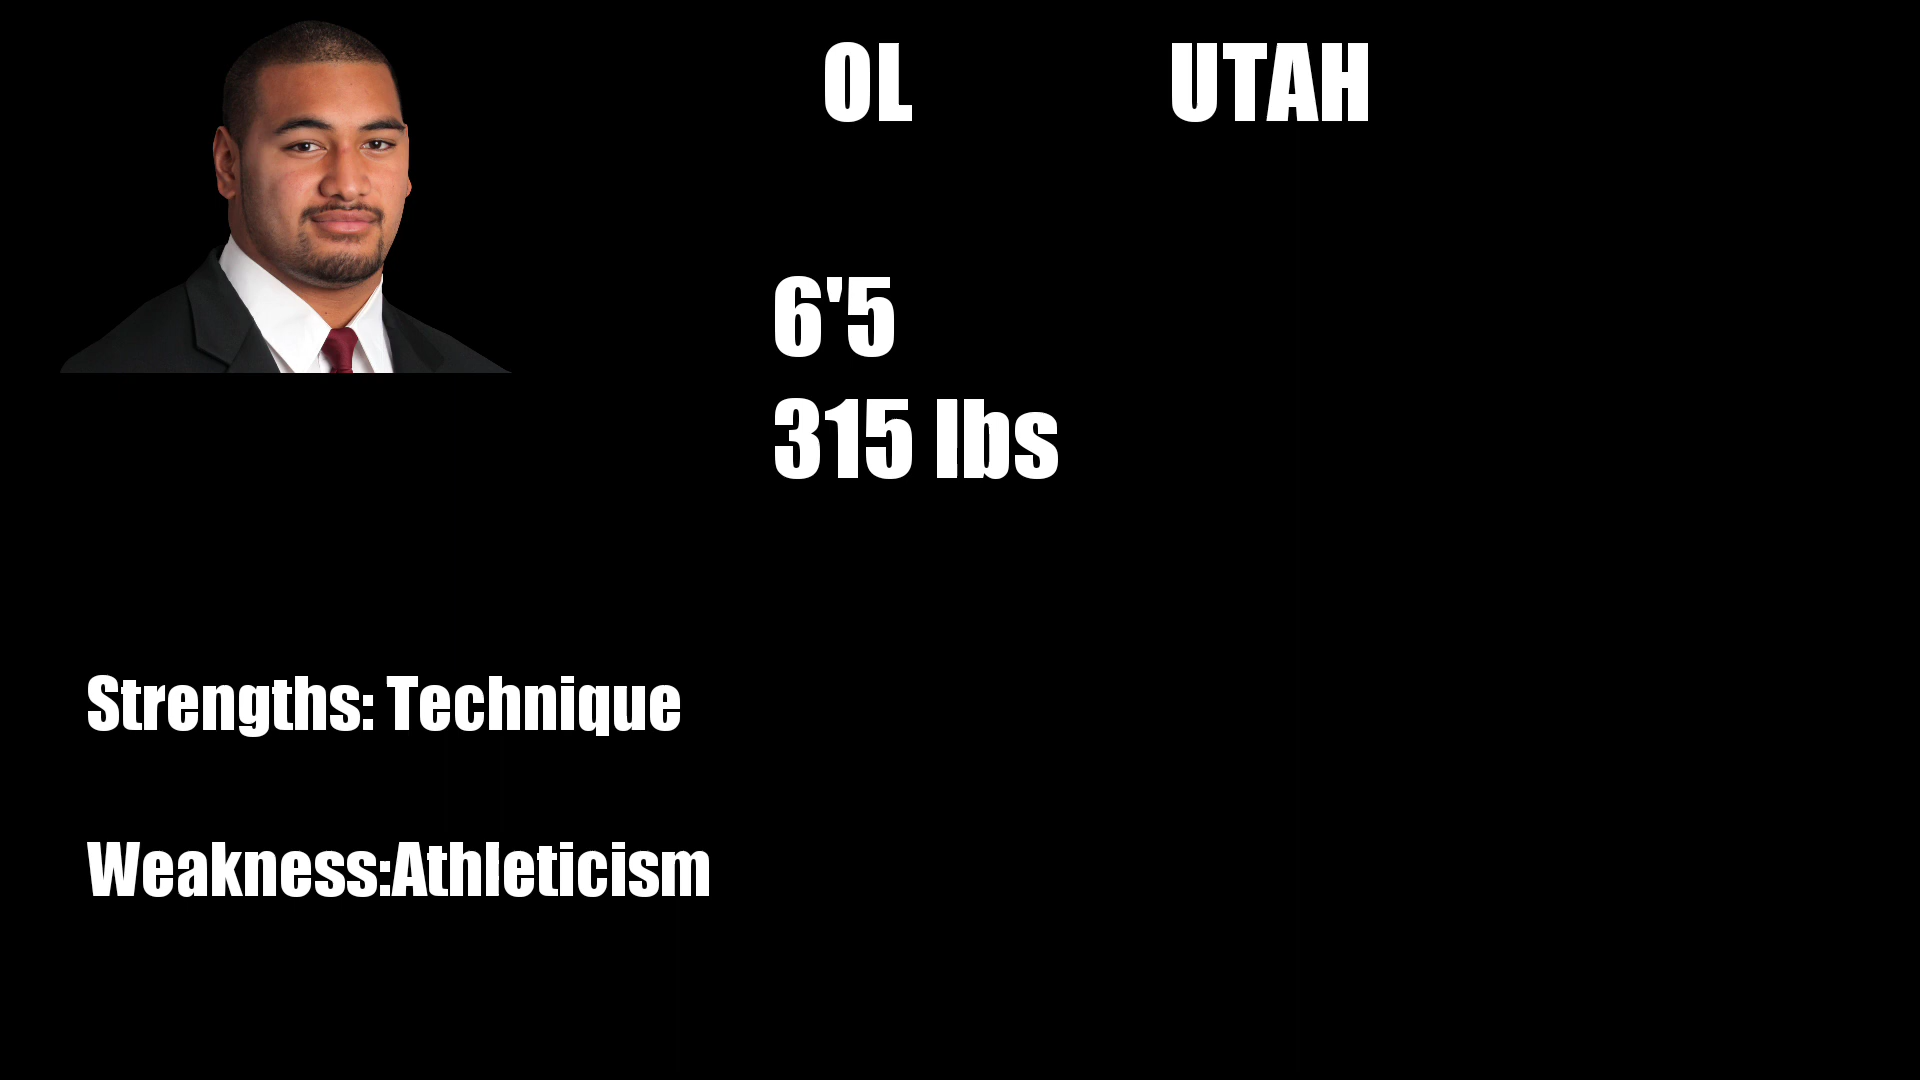 OL UTAH
6'5
315 lbs
Strengths: Technique
Weakness:Athleticism